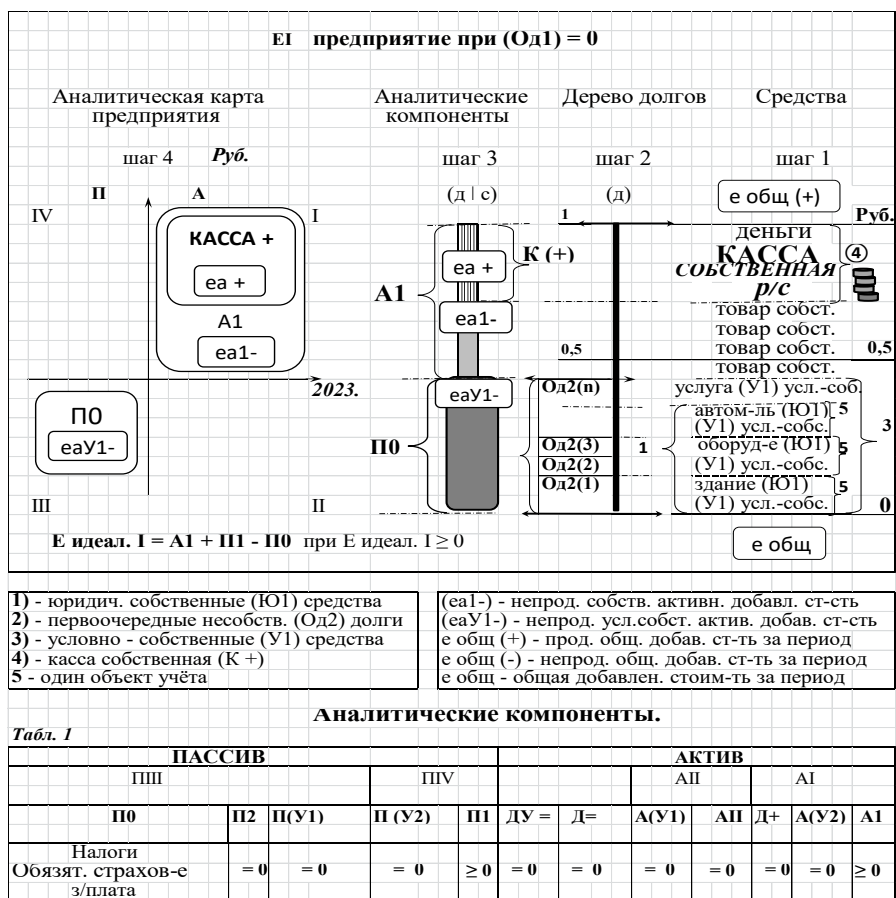 ЕI предприятие при (Од1) = 0
Аналитическая карта предприятия
Аналитические компоненты
Дерево долгов
Средства
шаг 4 Руб.
шаг 3
шаг 2
шаг 1
П А
(д | с)
(д)
е общ (+)
IV
I
1
Руб.
КАССА +
еа +
А1
еа1-
К (+)
еа +
А1
еа1-
деньги
КАССА
4
СОБСТВЕННАЯ
р/с
товар собст.
товар собст.
0,5
товар собст.
0,5
товар собст.
2023.
еаУ1-
Од2(n)
услуга (У1) усл.-соб.
П0
еаУ1-
автом-ль (Ю1) 5
(У1) усл.-собс.
3
П0
Од2(3)
1
оборуд-е (Ю1) 5
Од2(2)
(У1) усл.-собс.
Од2(1)
здание (Ю1) 5
III
II
(У1) усл.-собс.
0
Е идеал. I = А1 + П1 - П0 при Е идеал. I ≥ 0
е общ
1) - юридич. собственные (Ю1) средства
2) - первоочередные несобств. (Од2) долги
3) - условно - собственные (У1) средства
4) - касса собственная (К +)
5 - один объект учёта
(еа1-) - непрод. собств. активн. добавл. ст-сть
(еаУ1-) - непрод. усл.собст. актив. добав. ст-сть
е общ (+) - прод. общ. добав. ст-ть за период
е общ (-) - непрод. общ. добав. ст-ть за период
е общ - общая добавлен. стоим-ть за период
Аналитические компоненты.
Табл. 1
ПАССИВ АКТИВ
ПIII ПIV АII АI
П0 П2 П(У1) П (У2) П1 ДУ = Д= А(У1) АII Д+ А(У2) А1
Налоги
Обязят. страхов-е = 0 = 0 = 0 ≥ 0 = 0 = 0 = 0 = 0 = 0 = 0 ≥ 0
з/плата